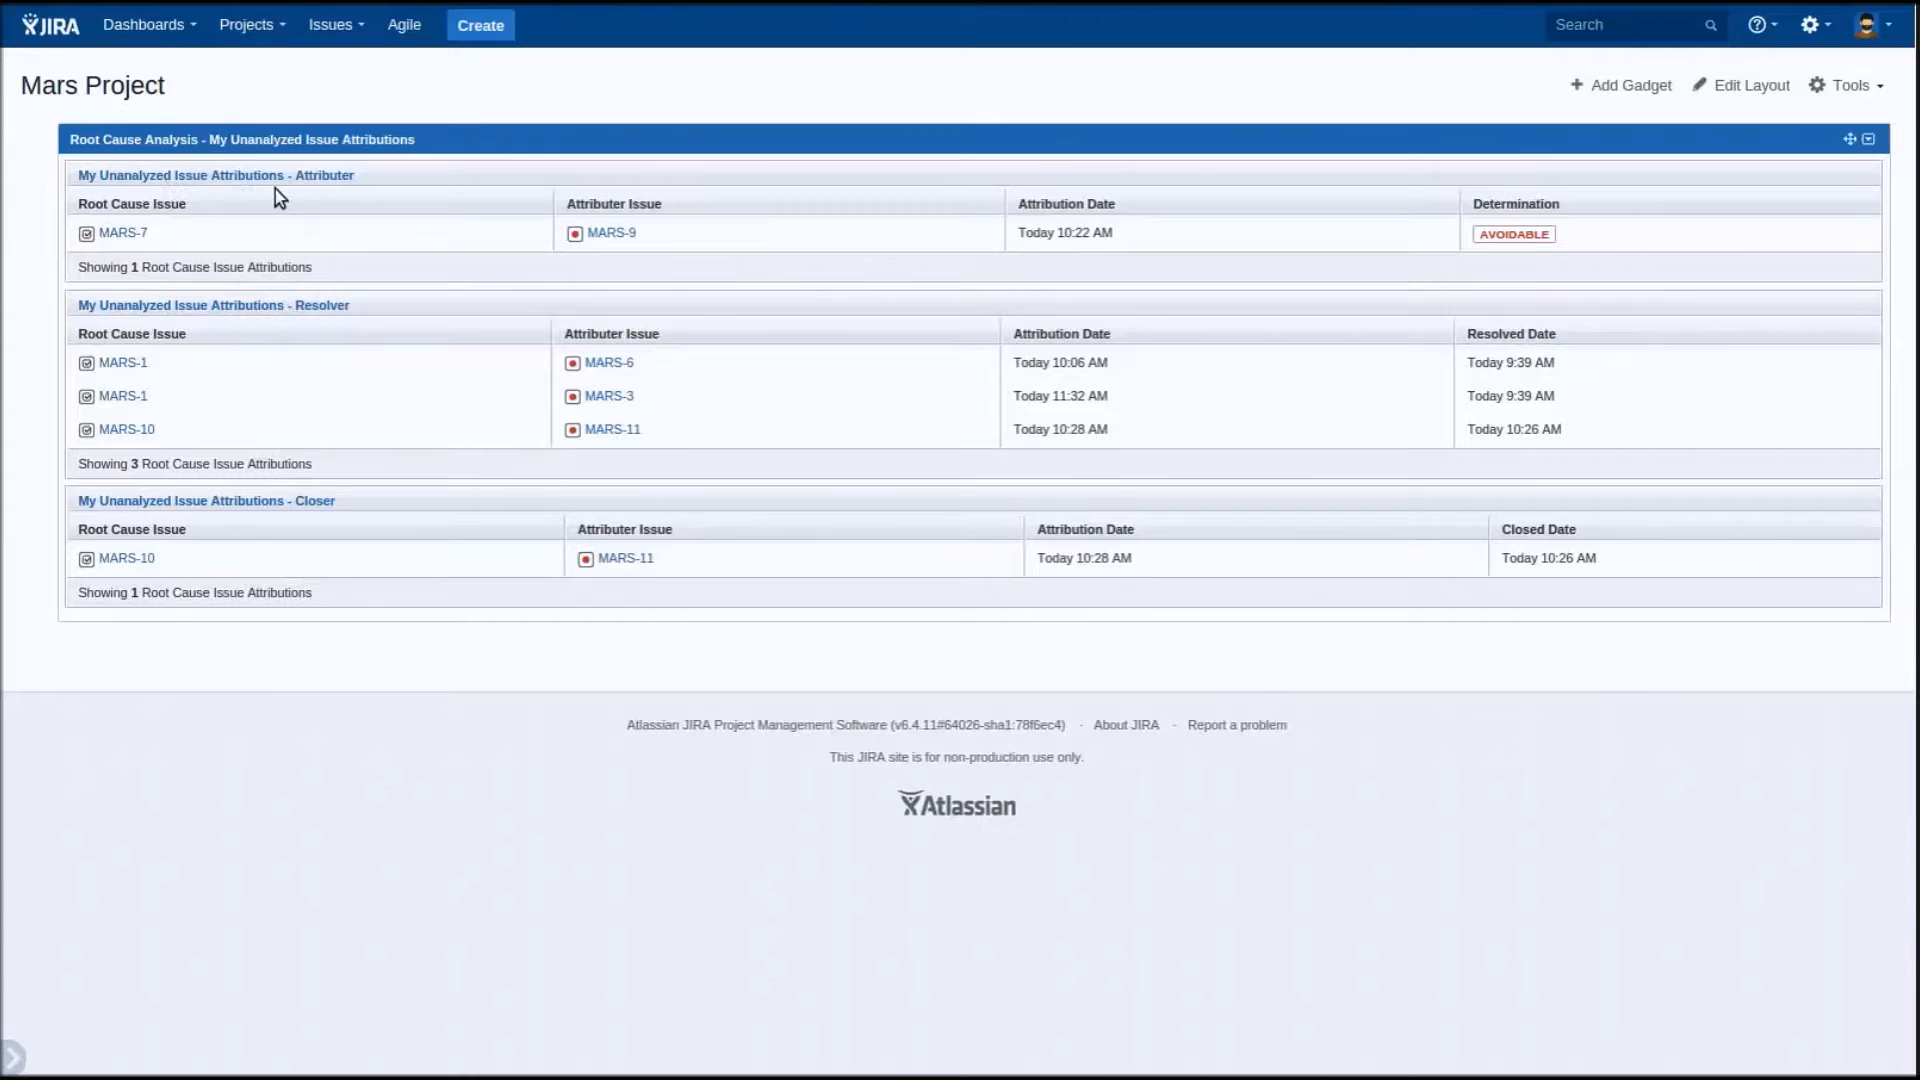 JIRA Dashboards Projects Issues Agile Create Search
Mars Project
Add Gadget Edit Layout Tools
Root Cause Analysis - My Unanalyzed Issue Attributions
My Unanalyzed Issue Attributions - Attributer
Root Cause Issue Attributer Issue Attribution Date Determination
MARS-7 MARS-9 Today 10:22 AM AVOIDABLE
Showing 1 Root Cause Issue Attributions
My Unanalyzed Issue Attributions - Resolver
Root Cause Issue Attributer Issue Attribution Date Resolved Date
MARS-1 MARS-6 Today 10:06 AM Today 9:39 AM
MARS-1 MARS-3 Today 11:32 AM Today 9:39 AM
MARS-10 MARS-11 Today 10:28 AM Today 10:26 AM
Showing 3 Root Cause Issue Attributions
My Unanalyzed Issue Attributions - Closer
Root Cause Issue Attributer Issue Attribution Date Closed Date
MARS-10 MARS-11 Today 10:28 AM Today 10:26 AM
Showing 1 Root Cause Issue Attributions
Atlassian JIRA Project Management Software (v6.4.11#64026-sha1:78f6ec4) · About JIRA · Report a problem
This JIRA site is for non-production use only.
Atlassian